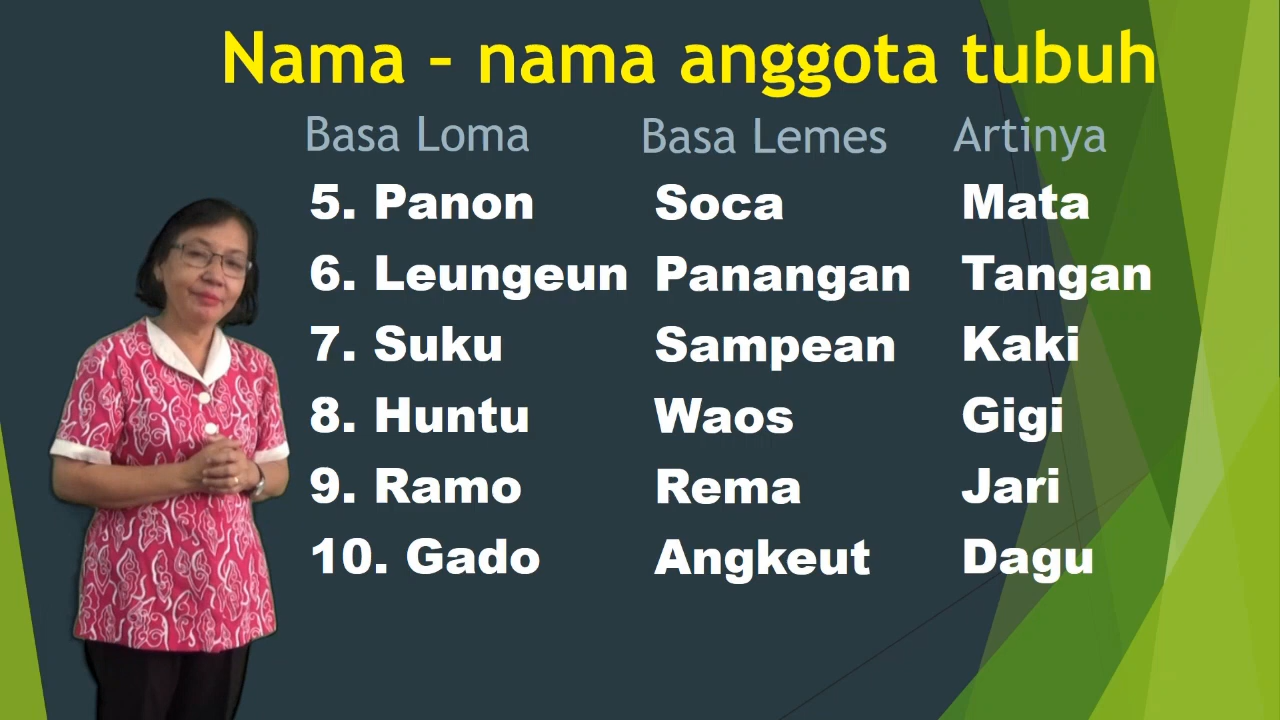 Nama - nama anggota tubuh
Basa Loma Basa Lemes Artinya
5. Panon Soca Mata
6. Leungeun Panangan Tangan
7. Suku Sampean Kaki
8. Huntu Waos Gigi
9. Ramo Rema Jari
10. Gado Angkeut Dagu